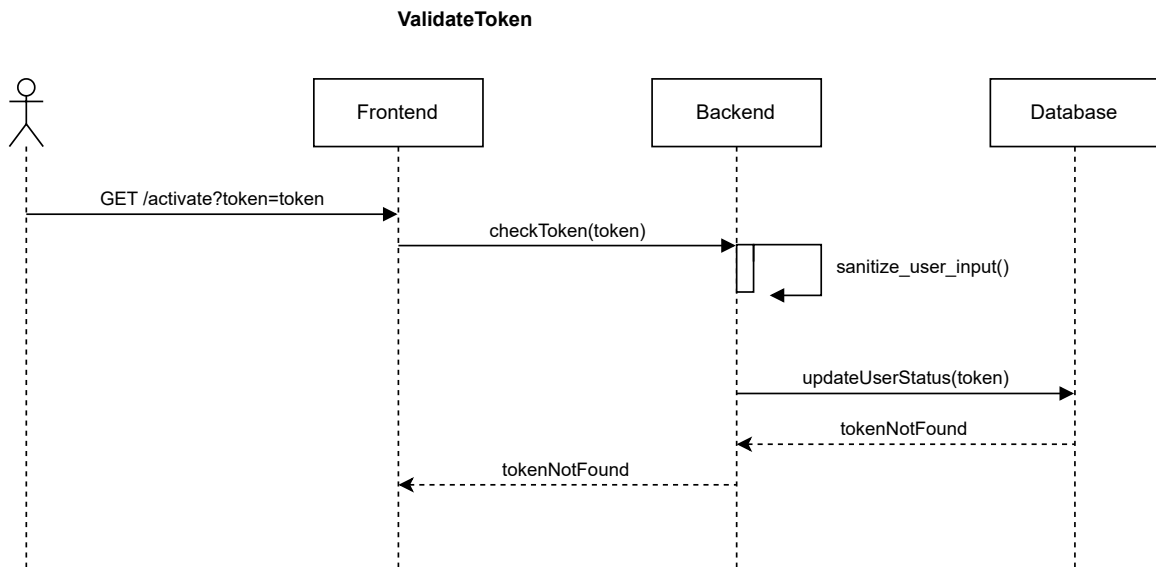 ValidateToken
Frontend
Backend
Database
GET /activate?token=token
checkToken(token)
sanitize_user_input()
updateUserStatus(token)
tokenNotFound
tokenNotFound